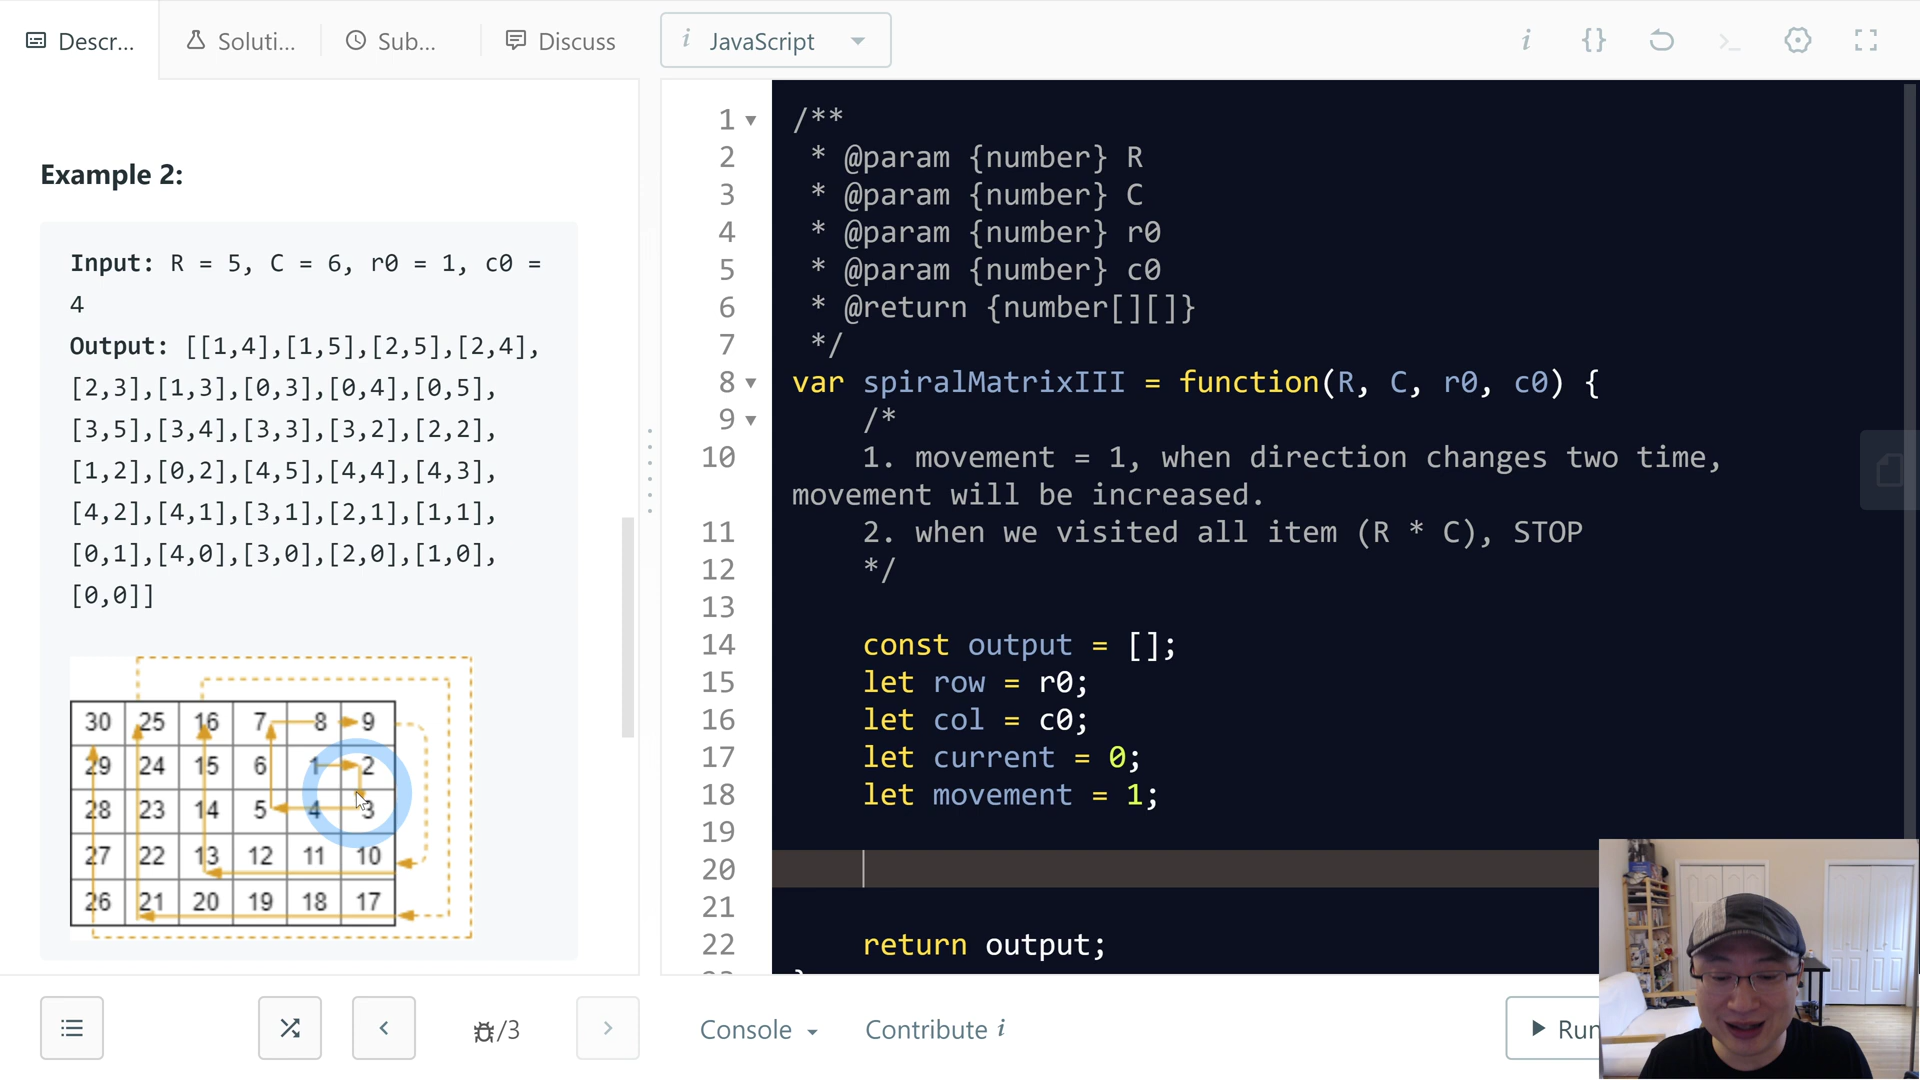 Descr...
Soluti...
Sub...
Discuss
i JavaScript
i {} >_
Example 2:
Input: R = 5, C = 6, r0 = 1, c0 =
4
Output: [[1,4],[1,5],[2,5],[2,4],
[2,3],[1,3],[0,3],[0,4],[0,5],
[3,5],[3,4],[3,3],[3,2],[2,2],
[1,2],[0,2],[4,5],[4,4],[4,3],
[4,2],[4,1],[3,1],[2,1],[1,1],
[0,1],[4,0],[3,0],[2,0],[1,0],
[0,0]]
30 25 16 7 8 9
29 24 15 6 1 2
28 23 14 5 4 3
27 22 13 12 11 10
26 21 20 19 18 17
1 /**
2 * @param {number} R
3 * @param {number} C
4 * @param {number} r0
5 * @param {number} c0
6 * @return {number[][]}
7 */
8 var spiralMatrixIII = function(R, C, r0, c0) {
9 /*
10 1. movement = 1, when direction changes two time,
movement will be increased.
11 2. when we visited all item (R * C), STOP
12 */
13
14 const output = [];
15 let row = r0;
16 let col = c0;
17 let current = 0;
18 let movement = 1;
19
20
21
22 return output;
/3
Console
Contribute i
Run